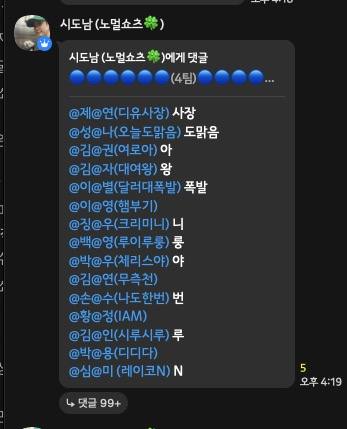 시도남 (노멀쇼츠🍀)
시도남 (노멀쇼츠🍀)에게 댓글
🔵🔵🔵🔵🔵🔵(4팀)🔵🔵🔵🔵...
@제@연(디유사장) 사장
@성@나(오늘도맑음) 도맑음
@김@권(여로아) 아
@김@자(대여왕) 왕
@이@별(달러대폭발) 폭발
@이@영(햄부기)
@징@우(크리미니) 니
@백@영(루이루룽) 룽
@박@우(체리스야) 야
@김@연(무측천)
@손@수(나도한번) 번
@황@정(IAM)
@김@인(시루시루) 루
@박@용(디디다)
@심@미 (레이코N) N
5
오후 4:19
↳ 댓글 99+